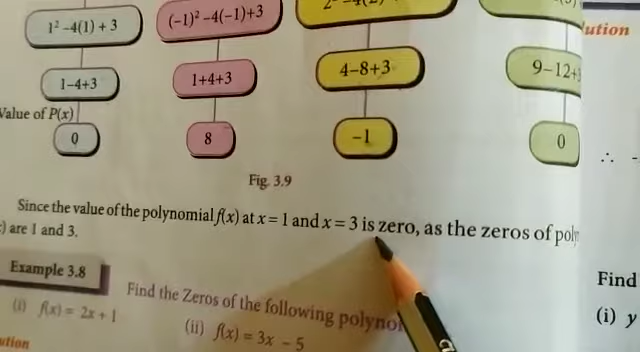 1² –4(1) + 3
(–1)² –4(–1)+3
1–4+3
1+4+3
4–8+3
9–12+
Value of P(x)
0
8
–1
0
Fig. 3.9
Since the value of the polynomial f(x) at x = 1 and x = 3 is zero, as the zeros of poly
) are 1 and 3.
Example 3.8
Find the Zeros of the following polyno
(i) f(x) = 2x + 1
(ii) f(x) = 3x – 5
ution
lution
∴ -
Find
(i) y